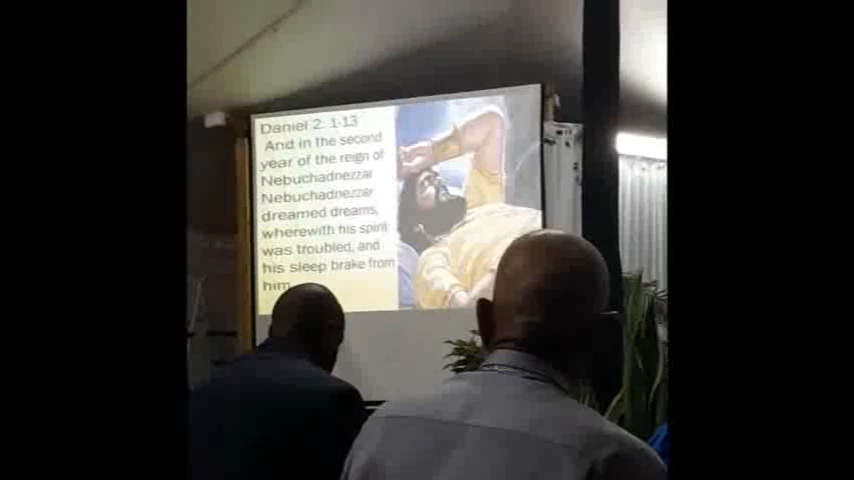 Daniel 2: 1-13
And in the second
year of the reign of
Nebuchadnezzar
Nebuchadnezzar
dreamed dreams,
wherewith his spirit
was troubled, and
his sleep brake from
him.